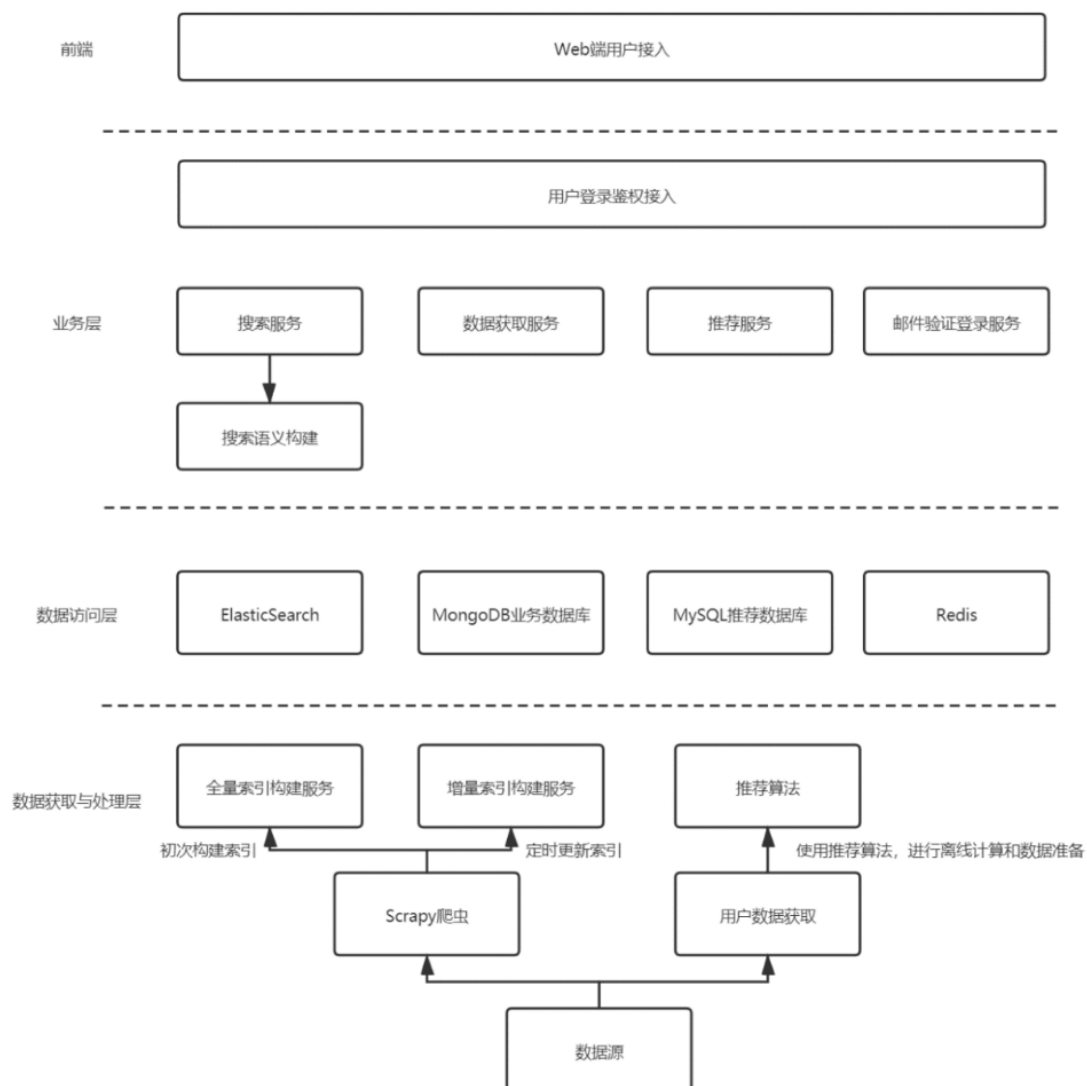 前端
Web端用户接入
用户登录鉴权接入
业务层
搜索服务
数据获取服务
推荐服务
邮件验证登录服务
搜索语义构建
数据访问层
ElasticSearch
MongoDB业务数据库
MySQL推荐数据库
Redis
数据获取与处理层
全量索引构建服务
增量索引构建服务
推荐算法
初次构建索引
定时更新索引
使用推荐算法，进行离线计算和数据准备
Scrapy爬虫
用户数据获取
数据源